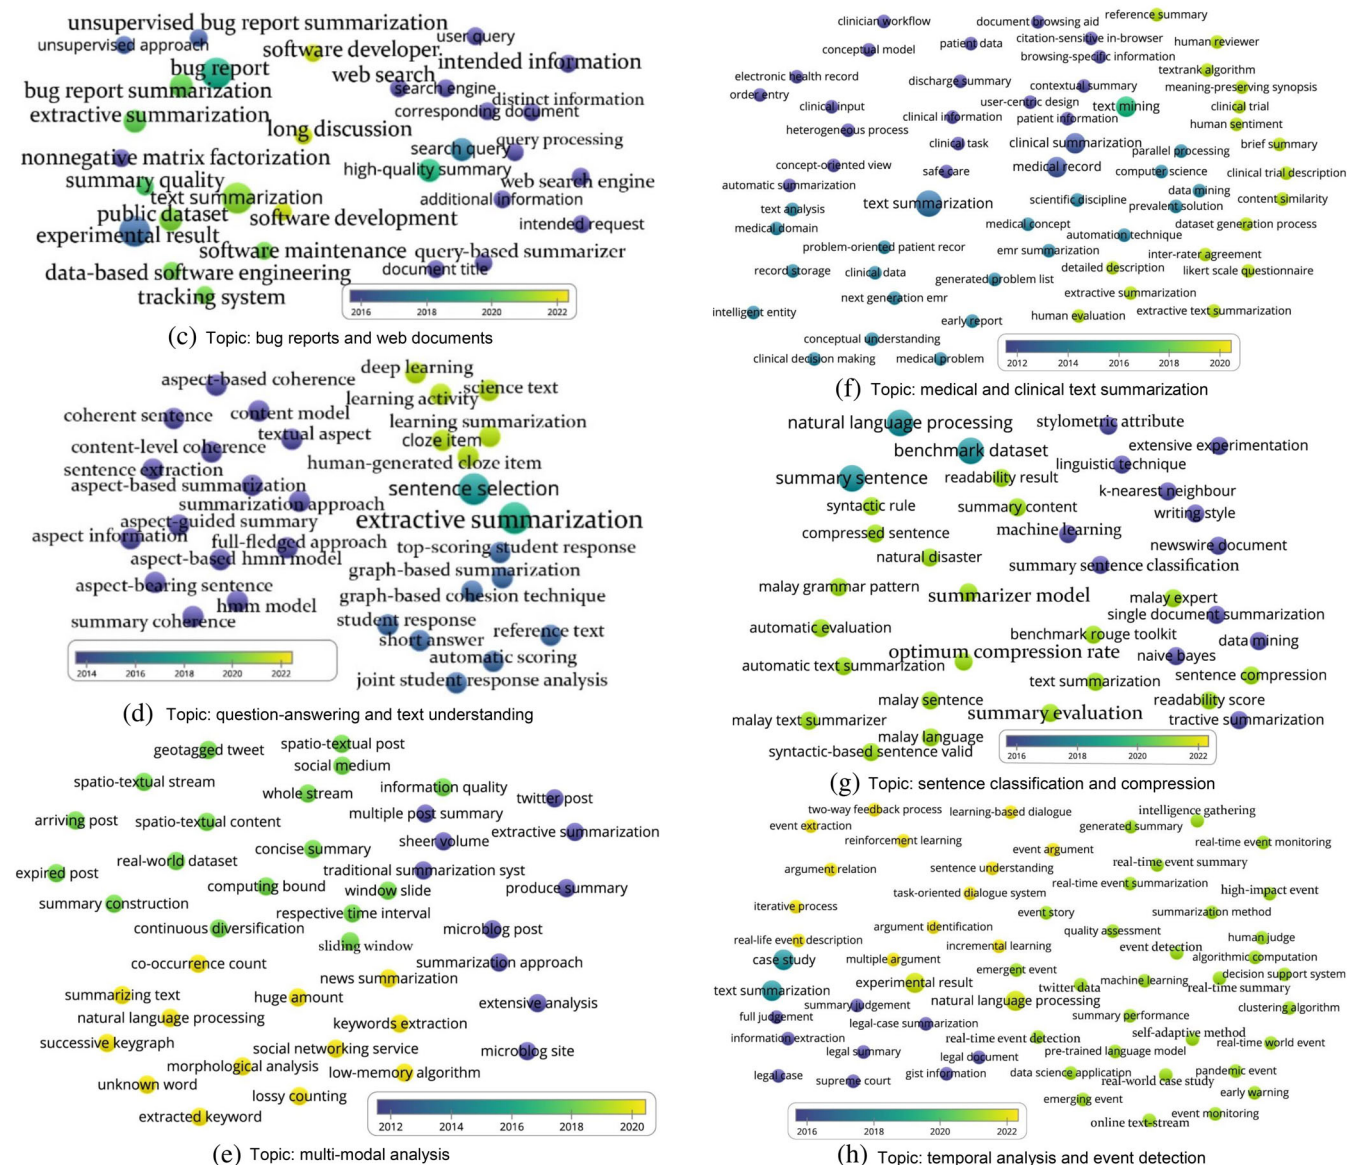 unsupervised bug report summarization
user query
unsupervised approach
software developer
intended information
bug report
web search
search engine
bug report summarization
distinct information
corresponding document
extractive summarization
long discussion
query processing
search query
nonnegative matrix factorization
high-quality summary
summary quality
web search engine
text summarization
additional information
public dataset
software development
intended request
experimental result
software maintenance
query-based summarizer
data-based software engineering
document title
tracking system
2016 2018 2020 2022
(c) Topic: bug reports and web documents
deep learning
aspect-based coherence
science text
learning activity
coherent sentence
content model
learning summarization
textual aspect
cloze item
content-level coherence
human-generated cloze item
sentence extraction
aspect-based summarization
sentence selection
summarization approach
aspect-guided summary
extractive summarization
aspect information
full-fledged approach
top-scoring student response
aspect-based hmm model
graph-based summarization
aspect-bearing sentence
graph-based cohesion technique
hmm model
summary coherence
student response
short answer
reference text
automatic scoring
joint student response analysis
2014 2016 2018 2020 2022
(d) Topic: question-answering and text understanding
geotagged tweet
spatio-textual post
social medium
spatio-textual stream
whole stream
information quality
twitter post
multiple post summary
arriving post
spatio-textual content
extractive summarization
sheer volume
concise summary
real-world dataset
traditional summarization syst
expired post
computing bound
window slide
produce summary
summary construction
respective time interval
continuous diversification
microblog post
sliding window
co-occurrence count
summarization approach
news summarization
summarizing text
huge amount
extensive analysis
natural language processing
keywords extraction
successive keygraph
social networking service
microblog site
morphological analysis
low-memory algorithm
unknown word
lossy counting
extracted keyword
2012 2014 2016 2018 2020
(e) Topic: multi-modal analysis
reference summary
clinician workflow
document browsing aid
citation-sensitive in-browser
conceptual model
patient data
human reviewer
browsing-specific information
textrank algorithm
electronic health record
discharge summary
contextual summary
meaning-preserving synopsis
order entry
user-centric design
clinical input
text mining
clinical trial
clinical information
patient information
human sentiment
heterogeneous process
clinical task
clinical summarization
parallel processing
brief summary
concept-oriented view
safe care
medical record
computer science
clinical trial description
automatic summarization
data mining
text summarization
scientific discipline
prevalent solution
content similarity
text analysis
medical domain
medical concept
dataset generation process
automation technique
problem-oriented patient recor
emr summarization
inter-rater agreement
record storage
clinical data
detailed description
likert scale questionnaire
generated problem list
next generation emr
extractive summarization
intelligent entity
early report
human evaluation
extractive text summarization
conceptual understanding
clinical decision making
medical problem
2012 2014 2016 2018 2020
(f) Topic: medical and clinical text summarization
natural language processing
stylometric attribute
benchmark dataset
extensive experimentation
linguistic technique
summary sentence
readability result
k-nearest neighbour
syntactic rule
summary content
writing style
compressed sentence
machine learning
newswire document
natural disaster
summary sentence classification
malay grammar pattern
summarizer model
malay expert
single document summarization
automatic evaluation
benchmark rouge toolkit
data mining
optimum compression rate
naive bayes
automatic text summarization
text summarization
sentence compression
malay sentence
readability score
malay text summarizer
summary evaluation
tractive summarization
malay language
syntactic-based sentence valid
2016 2018 2020 2022
(g) Topic: sentence classification and compression
two-way feedback process
learning-based dialogue
intelligence gathering
event extraction
generated summary
reinforcement learning
event argument
real-time event monitoring
argument relation
sentence understanding
real-time event summary
task-oriented dialogue system
real-time event summarization
high-impact event
iterative process
event story
summarization method
argument identification
quality assessment
real-life event description
incremental learning
event detection
human judge
case study
multiple argument
algorithmic computation
emergent event
decision support system
experimental result
twitter data
machine learning
text summarization
real-time summary
summary judgement
natural language processing
clustering algorithm
full judgement
legal-case summarization
summary performance
information extraction
real-time event detection
self-adaptive method
real-time world event
legal summary
legal document
pre-trained language model
legal case
supreme court
gist information
data science application
real-world case study
pandemic event
early warning
emerging event
event monitoring
online text-stream
2016 2018 2020 2022
(h) Topic: temporal analysis and event detection